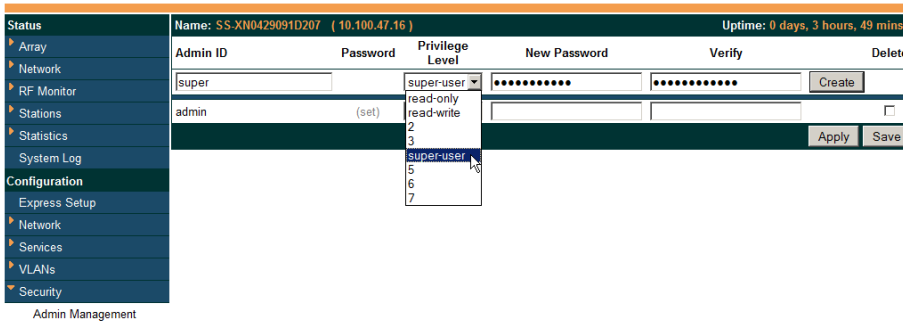 Status
Name: SS-XN0429091D207 ( 10.100.47.16 )
Uptime: 0 days, 3 hours, 49 mins
Array
Network
RF Monitor
Stations
Statistics
System Log
Configuration
Express Setup
Network
Services
VLANs
Security
Admin Management
Admin ID Password Privilege Level New Password Verify Delete
super super-user ●●●●●●●●●●● ●●●●●●●●●●●● Create
admin (set)
read-only
read-write
2
3
super-user
5
6
7
Apply Save